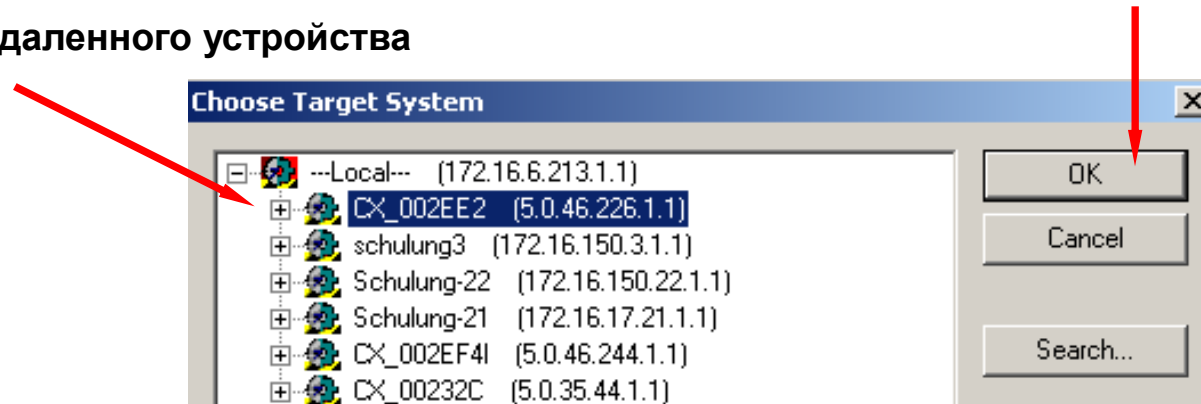 даленного устройства
Choose Target System
---Local--- (172.16.6.213.1.1)
OK
CX_002EE2 (5.0.46.226.1.1)
schulung3 (172.16.150.3.1.1)
Cancel
Schulung-22 (172.16.150.22.1.1)
Schulung-21 (172.16.17.21.1.1)
CX_002EF4I (5.0.46.244.1.1)
Search...
CX_00232C (5.0.35.44.1.1)